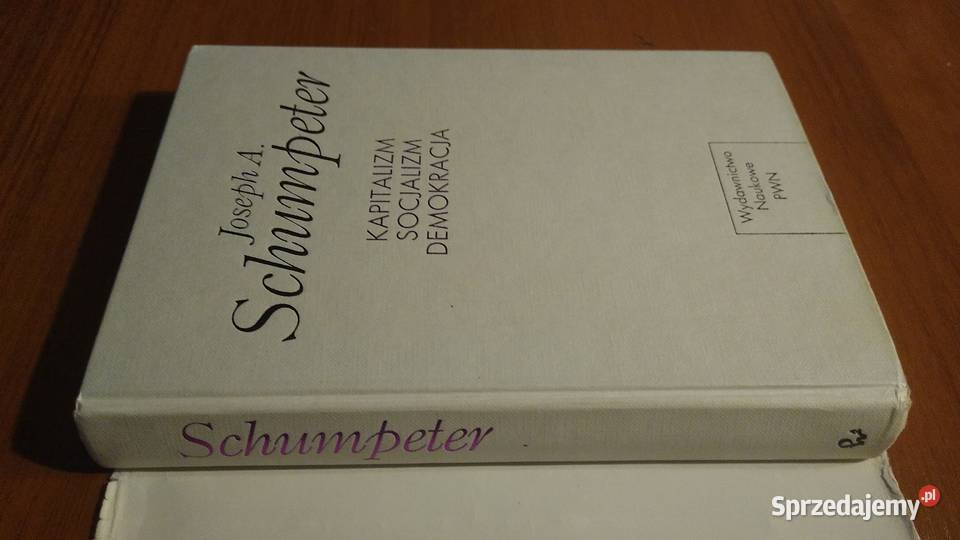 Joseph A.
Schumpeter
KAPITALIZM
SOCJALIZM
DEMOKRACJA
Wydawnictwo
Naukowe
PWN
Schumpeter
Sprzedajemy.pl